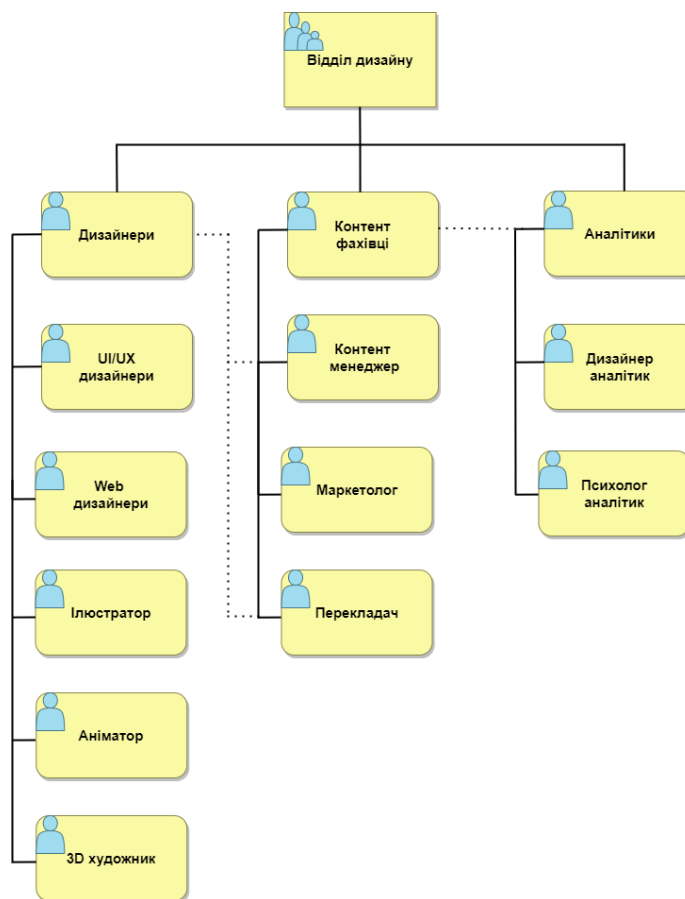 Відділ дизайну
Дизайнери
Контент
фахівці
Аналітики
UI/UX
дизайнери
Контент
менеджер
Дизайнер
аналітик
Web
дизайнери
Маркетолог
Психолог
аналітик
Ілюстратор
Перекладач
Аніматор
3D художник